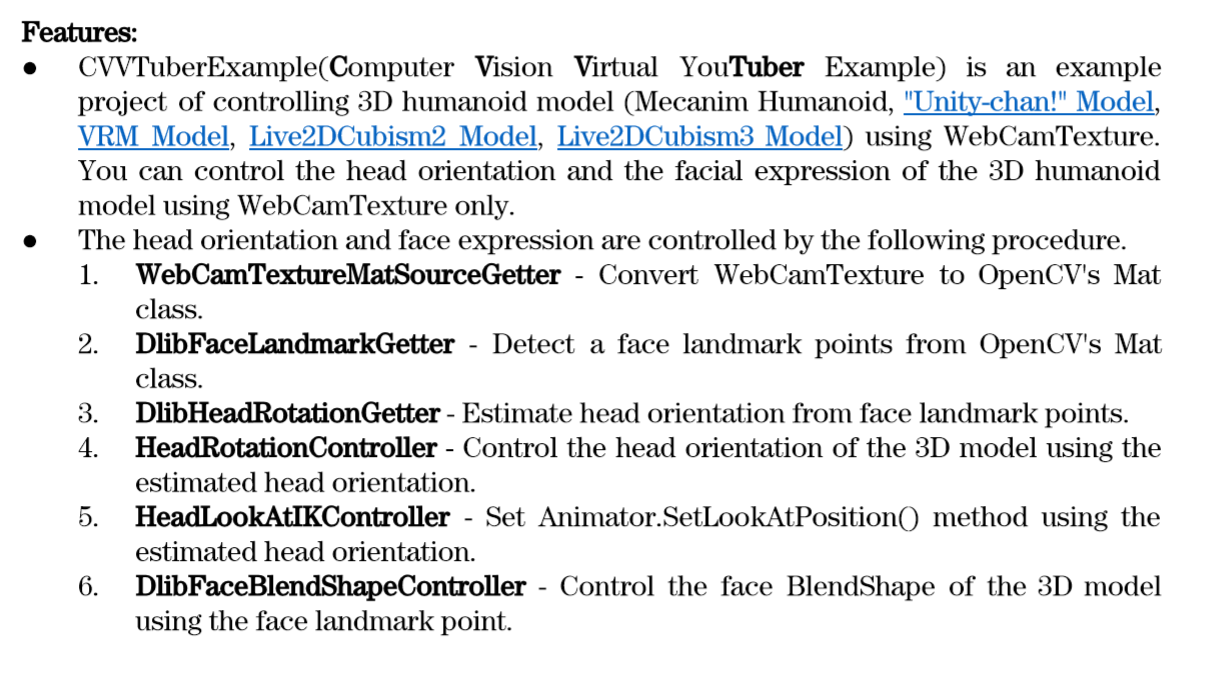 Features:
● CVVTuberExample(Computer Vision Virtual YouTuber Example) is an example
project of controlling 3D humanoid model (Mecanim Humanoid, "Unity-chan!" Model,
VRM Model, Live2DCubism2 Model, Live2DCubism3 Model) using WebCamTexture.
You can control the head orientation and the facial expression of the 3D humanoid
model using WebCamTexture only.
● The head orientation and face expression are controlled by the following procedure.
1. WebCamTextureMatSourceGetter - Convert WebCamTexture to OpenCV's Mat
class.
2. DlibFaceLandmarkGetter - Detect a face landmark points from OpenCV's Mat
class.
3. DlibHeadRotationGetter - Estimate head orientation from face landmark points.
4. HeadRotationController - Control the head orientation of the 3D model using the
estimated head orientation.
5. HeadLookAtIKController - Set Animator.SetLookAtPosition() method using the
estimated head orientation.
6. DlibFaceBlendShapeController - Control the face BlendShape of the 3D model
using the face landmark point.